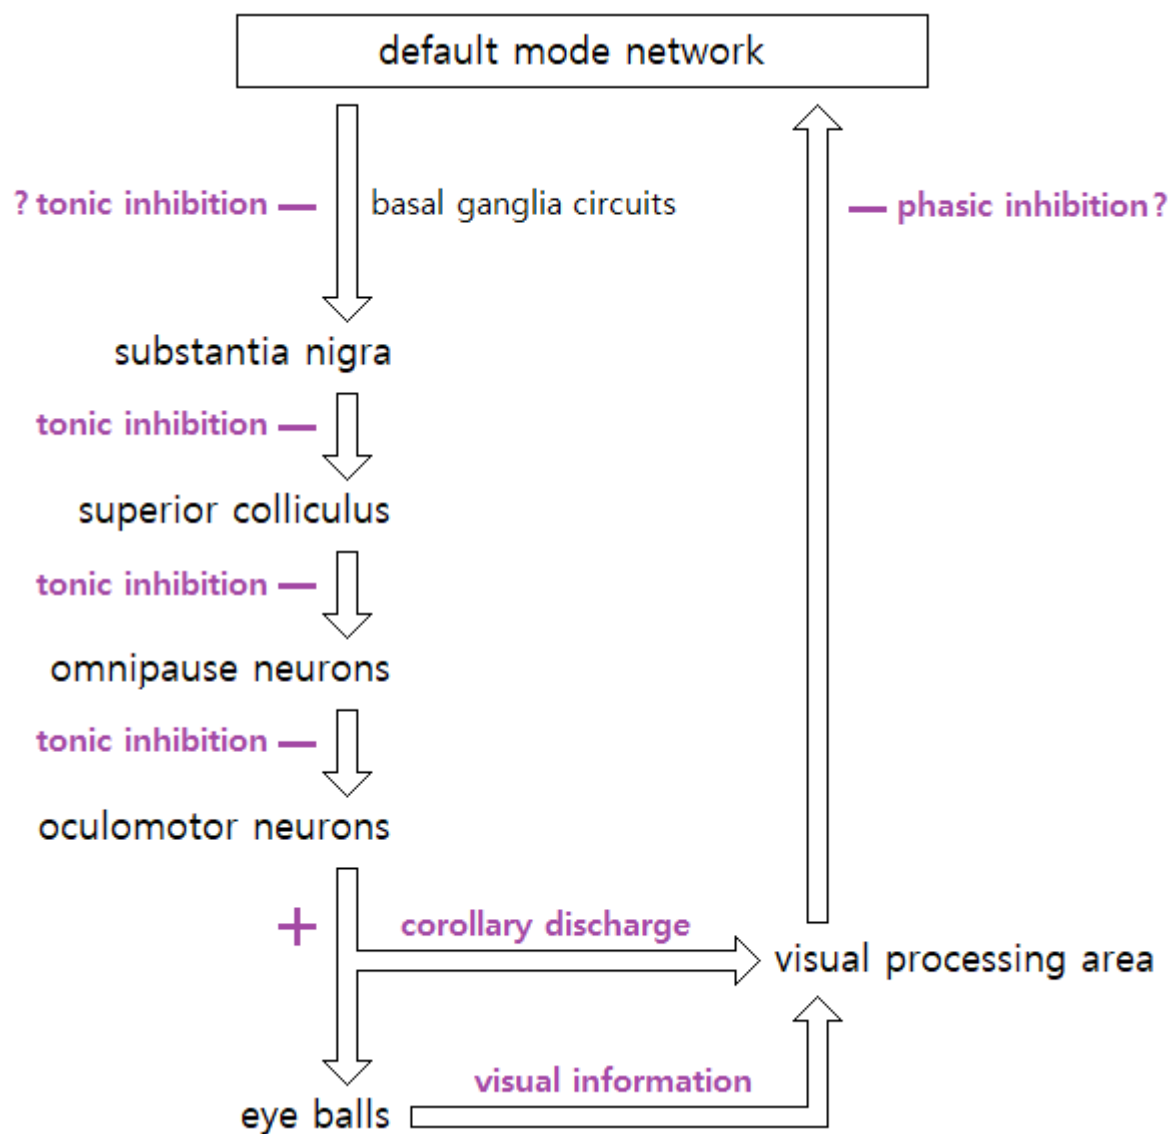 default mode network
? tonic inhibition — basal ganglia circuits — phasic inhibition?
substantia nigra
tonic inhibition —
superior colliculus
tonic inhibition —
omnipause neurons
tonic inhibition —
oculomotor neurons
+ corollary discharge
visual processing area
visual information
eye balls